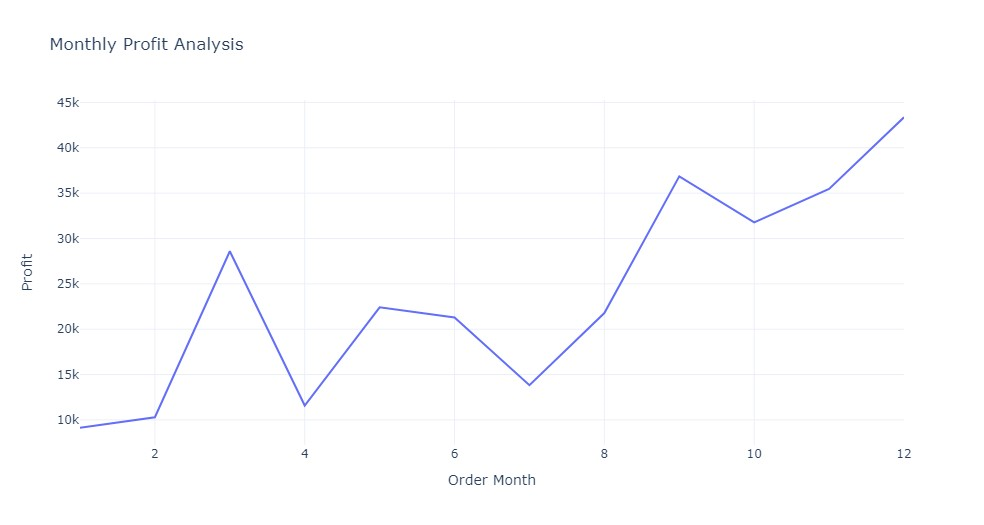 Monthly Profit Analysis
45k
40k
35k
30k
25k
20k
15k
10k
Profit
2 4 6 8 10 12
Order Month